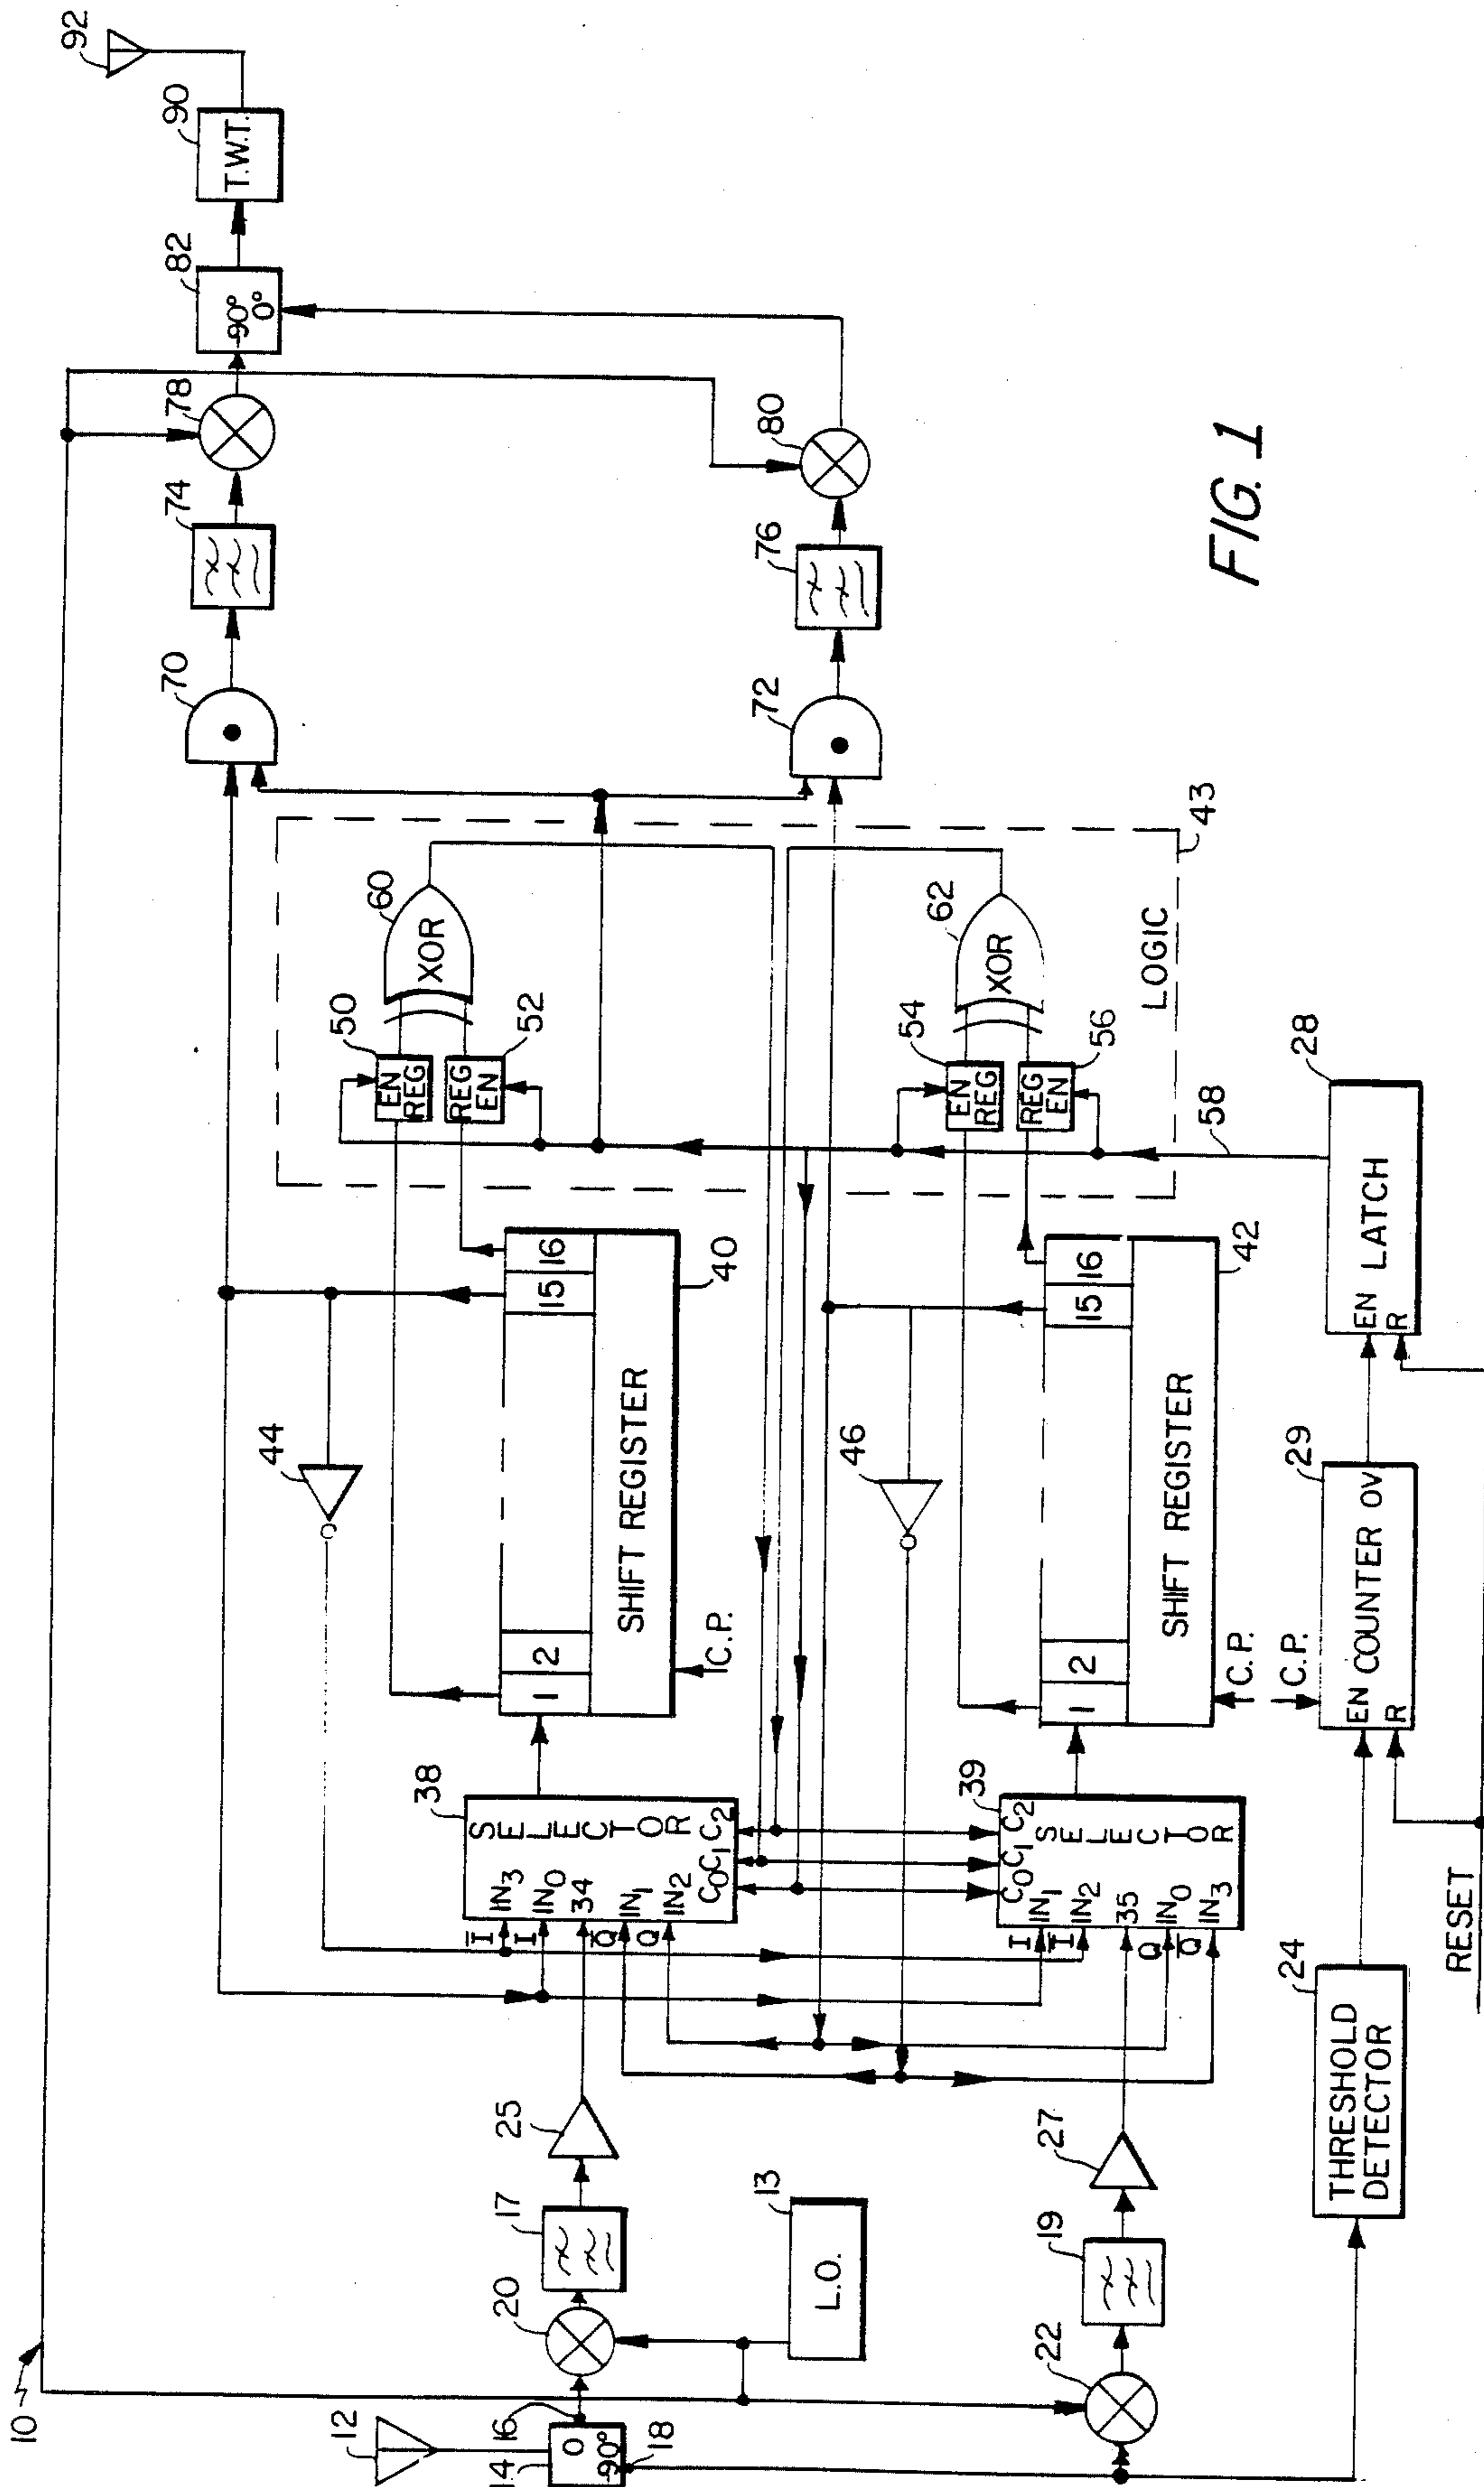 10
12
14
0
-90°
16
18
20
22
L.O.
13
17
19
25
27
THRESHOLD
DETECTOR
24
RESET
38
SELECTOR
IN3
IN0
34
IN1
IN2
C0 C1 C2
I̅
I
Q̅
Q
39
SELECTOR
C0 C1 C2
IN1
IN2
35
IN0
IN3
I
I̅
Q
Q̅
44
1 2 15 16
SHIFT REGISTER
40
C.P.
46
1 2 15 16
SHIFT REGISTER
42
C.P.
C.P.
EN COUNTER OV
R
29
EN LATCH
R
28
58
50
EN
REG
52
REG
EN
XOR
60
54
EN
REG
56
REG
EN
XOR
62
LOGIC
43
70
72
74
76
78
80
82
-90°
0°
T.W.T.
90
92
FIG. 1